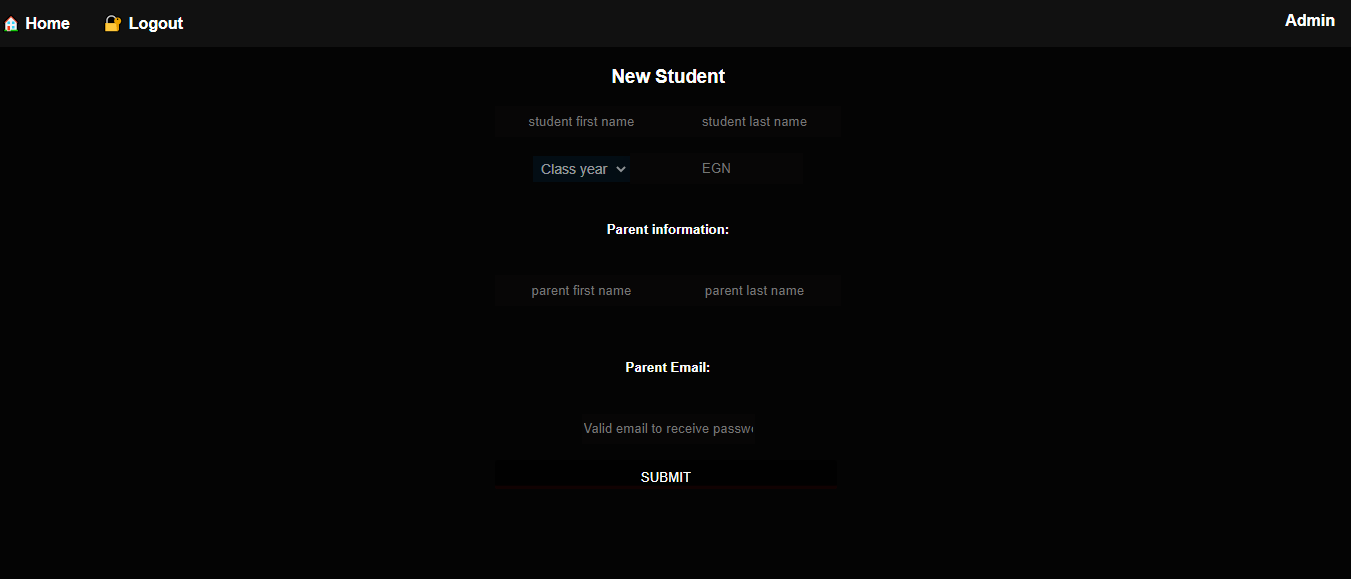 Home Logout Admin
New Student
student first name student last name
Class year EGN
Parent information:
parent first name parent last name
Parent Email:
Valid email to receive passw
SUBMIT